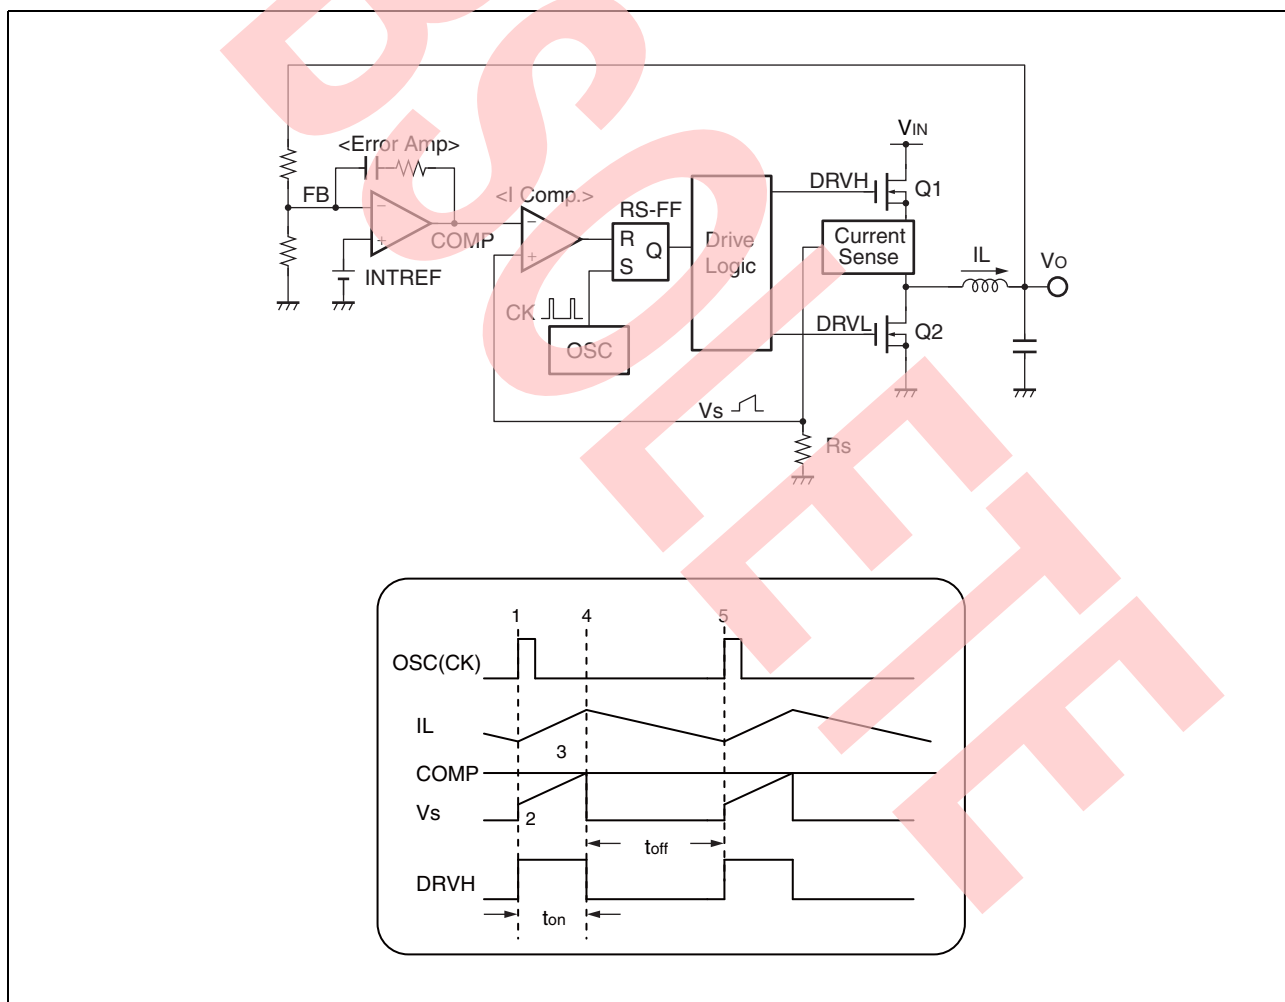 OBSOLETE
VIN
<Error Amp>
DRVH
Q1
FB
<I Comp.>
RS-FF
COMP
R
Q
S
Drive
Logic
Current
Sense
IL
VO
INTREF
CK
OSC
DRVL
Q2
Vs
Rs
1 4 5
OSC(CK)
IL
3
COMP
Vs
2
toff
DRVH
ton